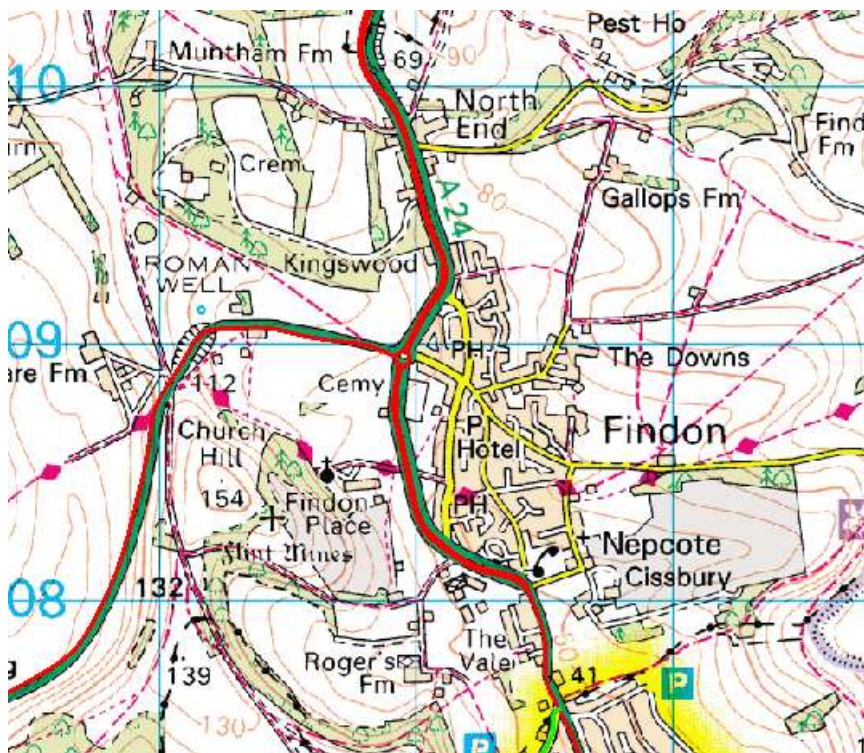 Pest Ho
Muntham Fm
69
90
10
North
End
Find
Fm
Crem
80
Gallops Fm
A 24
Kingswood
ROMAN
WELL
09
PH
The Downs
are Fm
112
Cemy
Church
Hill
P
Hotel
Findon
154
Findon
Place
PH
Flint Mines
Nepcote
Cissbury
08
132
The
Vale
50
Roger's
Fm
139
41
P
130
P